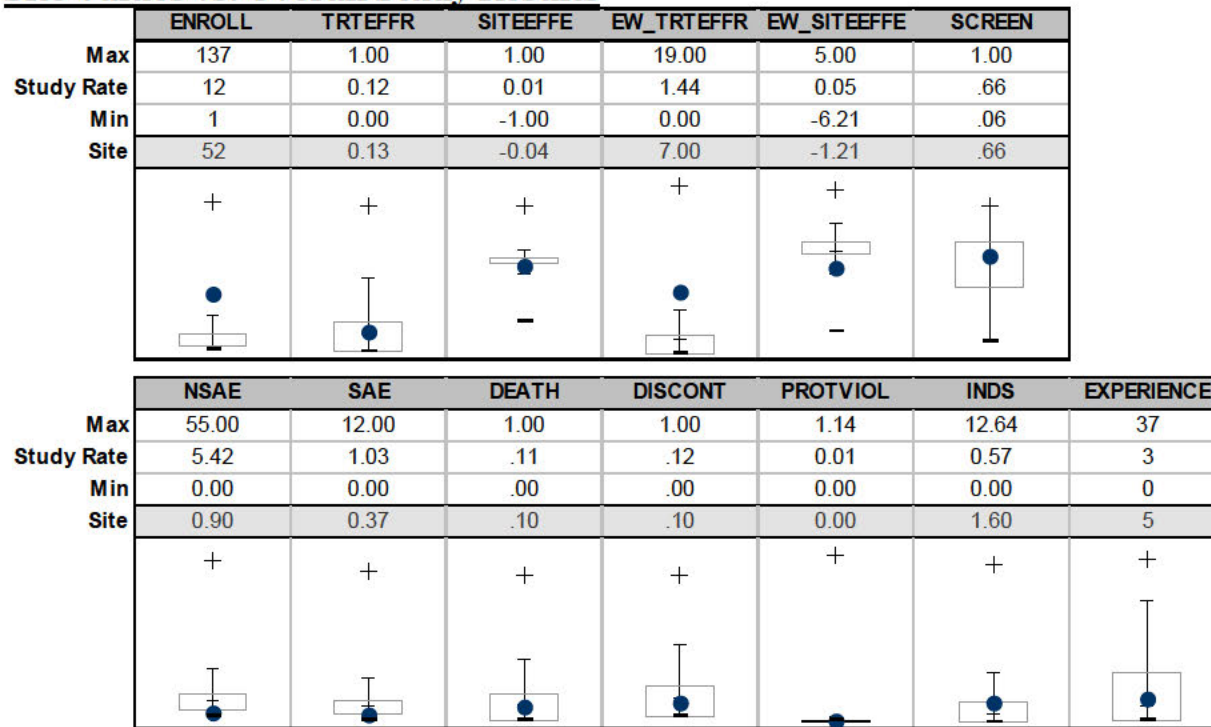 ENROLL TRTEFFR SITEEFFE EW_TRTEFFR EW_SITEEFFE SCREEN
Max 137 1.00 1.00 19.00 5.00 1.00
Study Rate 12 0.12 0.01 1.44 0.05 .66
Min 1 0.00 -1.00 0.00 -6.21 .06
Site 52 0.13 -0.04 7.00 -1.21 .66
NSAE SAE DEATH DISCONT PROTVIOL INDS EXPERIENCE
Max 55.00 12.00 1.00 1.00 1.14 12.64 37
Study Rate 5.42 1.03 .11 .12 0.01 0.57 3
Min 0.00 0.00 .00 .00 0.00 0.00 0
Site 0.90 0.37 .10 .10 0.00 1.60 5